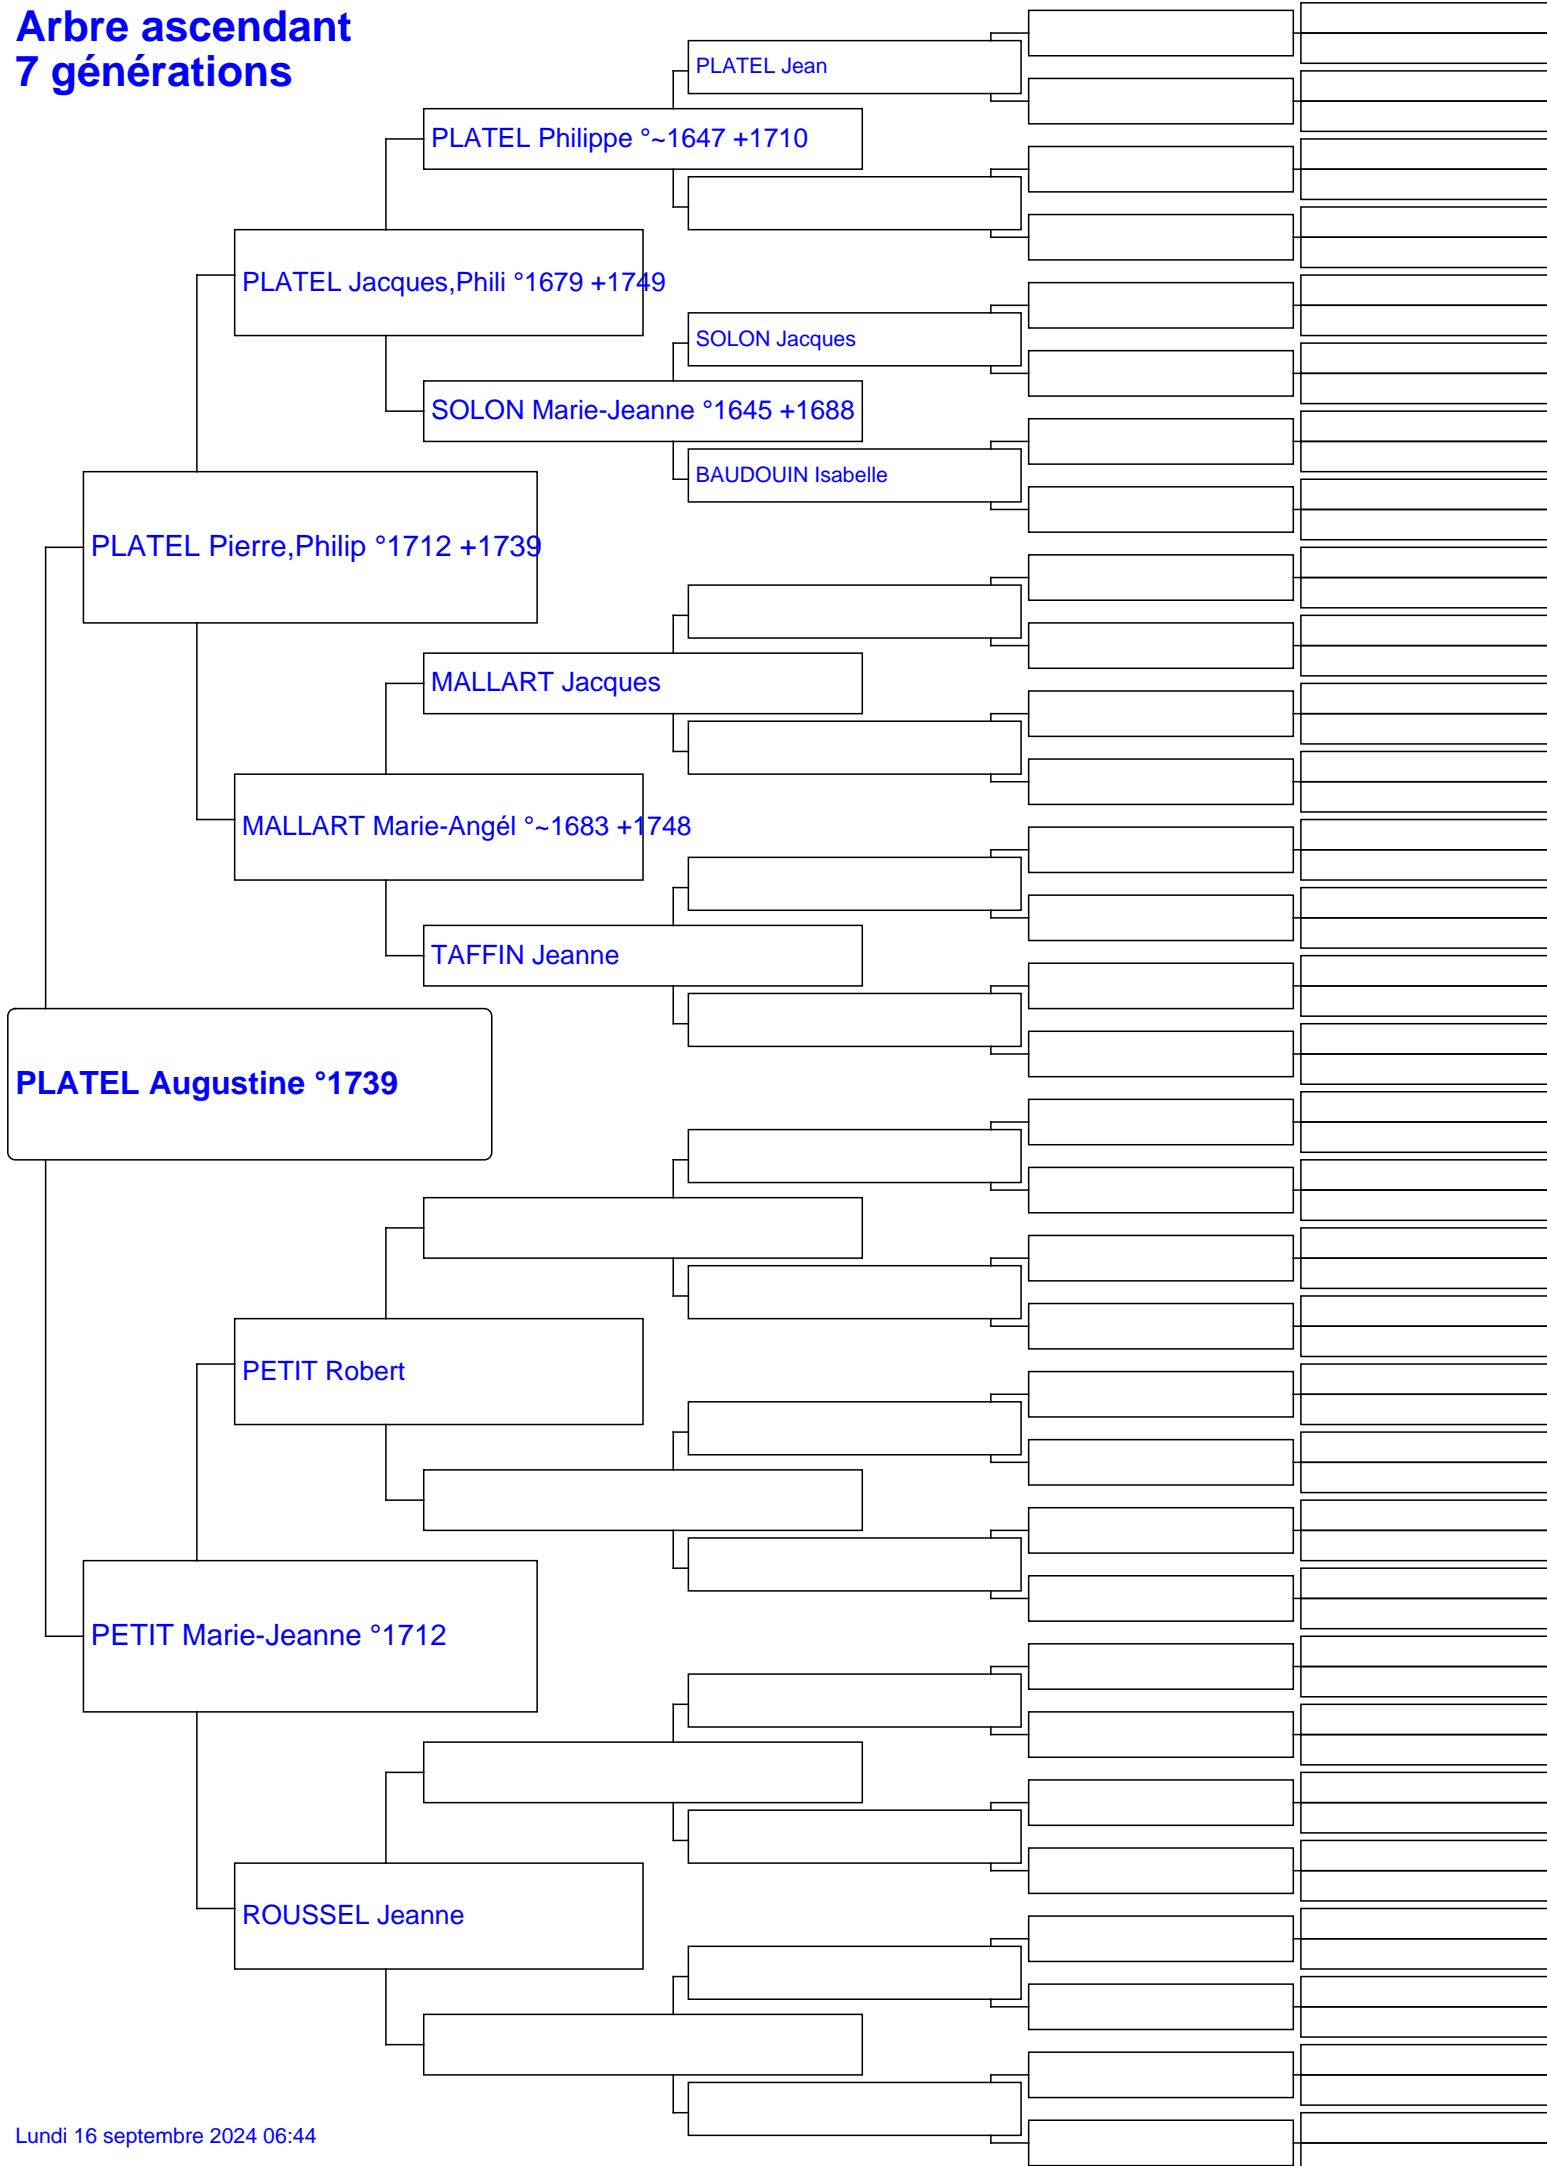 Arbre ascendant
7 générations
PLATEL Jean
PLATEL Philippe °~1647 +1710
PLATEL Jacques,Phili °1679 +1749
SOLON Jacques
SOLON Marie-Jeanne °1645 +1688
BAUDOUIN Isabelle
PLATEL Pierre,Philip °1712 +1739
MALLART Jacques
MALLART Marie-Angél °~1683 +1748
TAFFIN Jeanne
PLATEL Augustine °1739
PETIT Robert
PETIT Marie-Jeanne °1712
ROUSSEL Jeanne
Lundi 16 septembre 2024 06:44